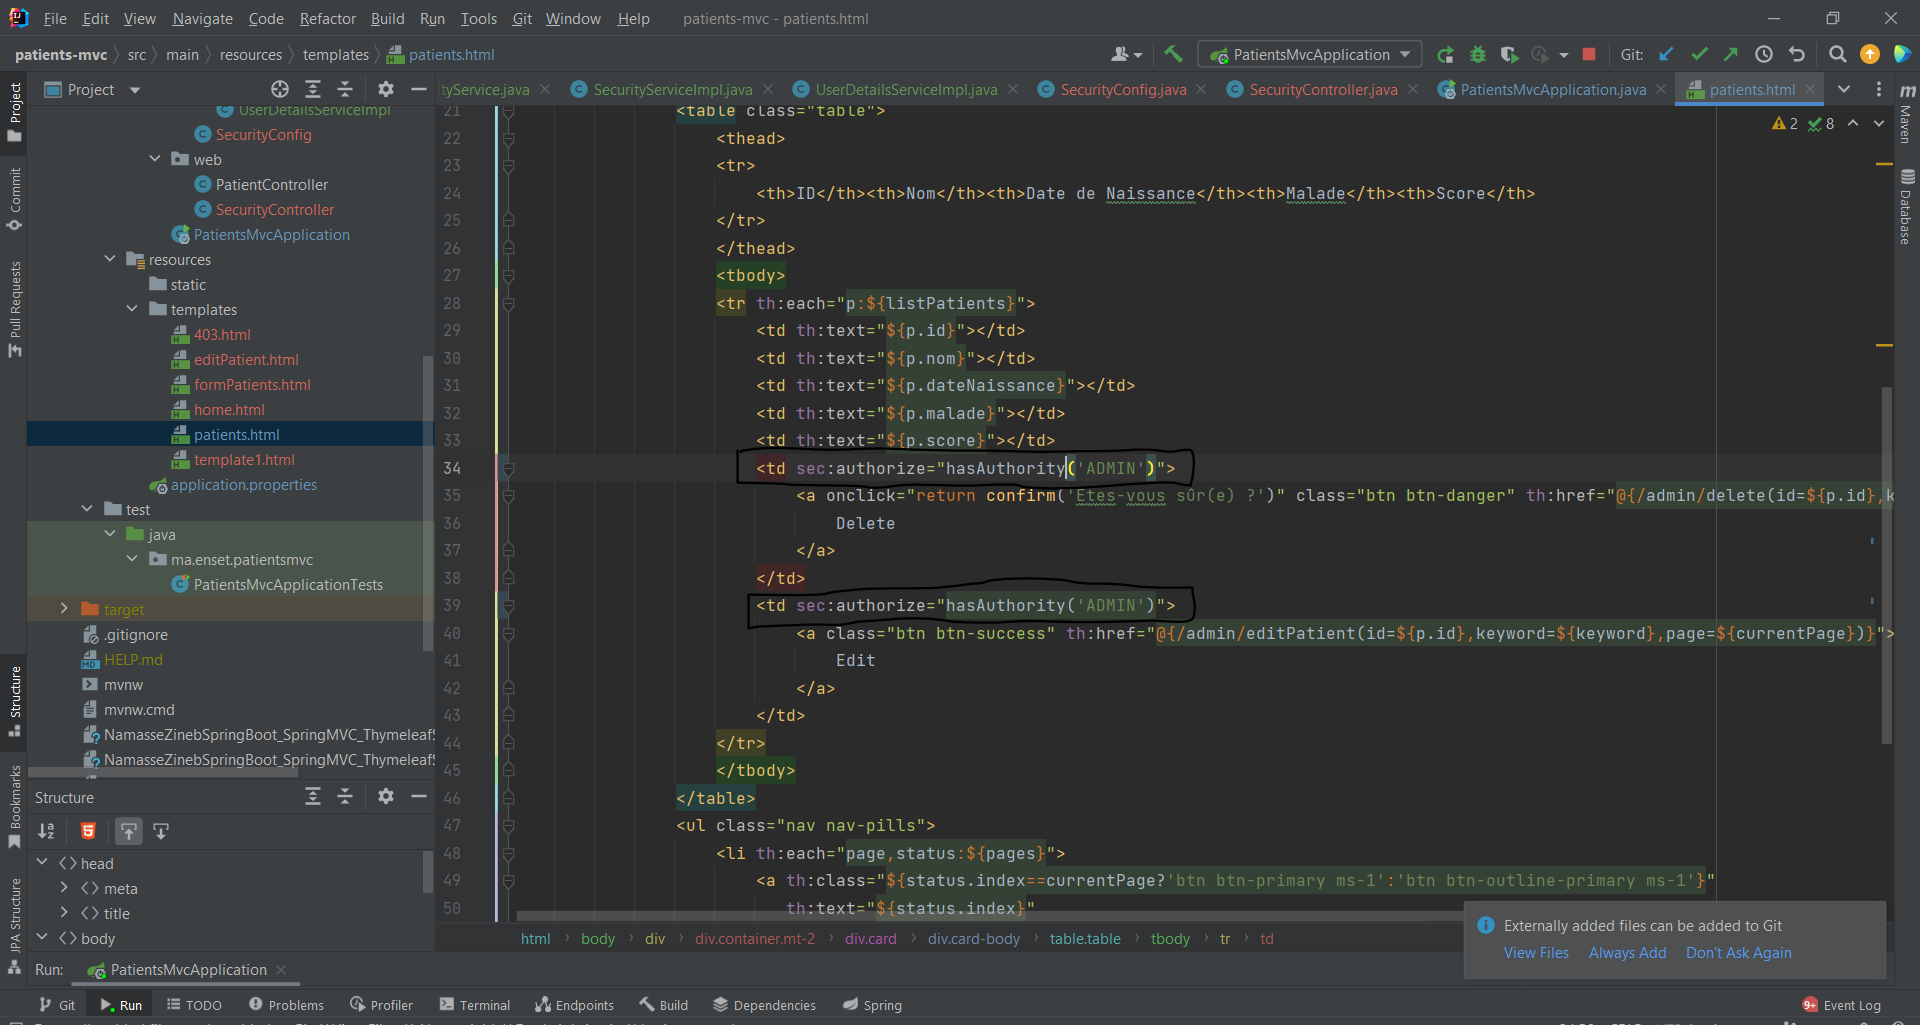 File Edit View Navigate Code Refactor Build Run Tools Git Window Help patients-mvc - patients.html
patients-mvc src main resources templates patients.html PatientsMvcApplication Git:
Project
tyService.java SecurityServiceImpl.java UserDetailsServiceImpl.java SecurityConfig.java SecurityController.java PatientsMvcApplication.java patients.html
2 8
Project
Commit
Pull Requests
Structure
Bookmarks
JPA Structure
Maven
Database
UserDetailsServiceImpl
SecurityConfig
web
PatientController
SecurityController
PatientsMvcApplication
resources
static
templates
403.html
editPatient.html
formPatients.html
home.html
patients.html
template1.html
application.properties
test
java
ma.enset.patientsmvc
PatientsMvcApplicationTests
target
.gitignore
HELP.md
mvnw
mvnw.cmd
NamasseZinebSpringBoot_SpringMVC_ThymeleafS
NamasseZinebSpringBoot_SpringMVC_ThymeleafS
Structure
head
meta
title
body
21 <table class="table">
22 <thead>
23 <tr>
24 <th>ID</th><th>Nom</th><th>Date de Naissance</th><th>Malade</th><th>Score</th>
25 </tr>
26 </thead>
27 <tbody>
28 <tr th:each="p:${listPatients}">
29 <td th:text="${p.id}"></td>
30 <td th:text="${p.nom}"></td>
31 <td th:text="${p.dateNaissance}"></td>
32 <td th:text="${p.malade}"></td>
33 <td th:text="${p.score}"></td>
34 <td sec:authorize="hasAuthority('ADMIN')">
35 <a onclick="return confirm('Etes-vous sûr(e) ?')" class="btn btn-danger" th:href="@{/admin/delete(id=${p.id},k
36 Delete
37 </a>
38 </td>
39 <td sec:authorize="hasAuthority('ADMIN')">
40 <a class="btn btn-success" th:href="@{/admin/editPatient(id=${p.id},keyword=${keyword},page=${currentPage})}">
41 Edit
42 </a>
43 </td>
44 </tr>
45 </tbody>
46 </table>
47 <ul class="nav nav-pills">
48 <li th:each="page,status:${pages}">
49 <a th:class="${status.index==currentPage?'btn btn-primary ms-1':'btn btn-outline-primary ms-1'}"
50 th:text="${status.index}"
html body div div.container.mt-2 div.card div.card-body table.table tbody tr td
Externally added files can be added to Git
View Files Always Add Don't Ask Again
Run: PatientsMvcApplication
Git Run TODO Problems Profiler Terminal Endpoints Build Dependencies Spring 9+ Event Log